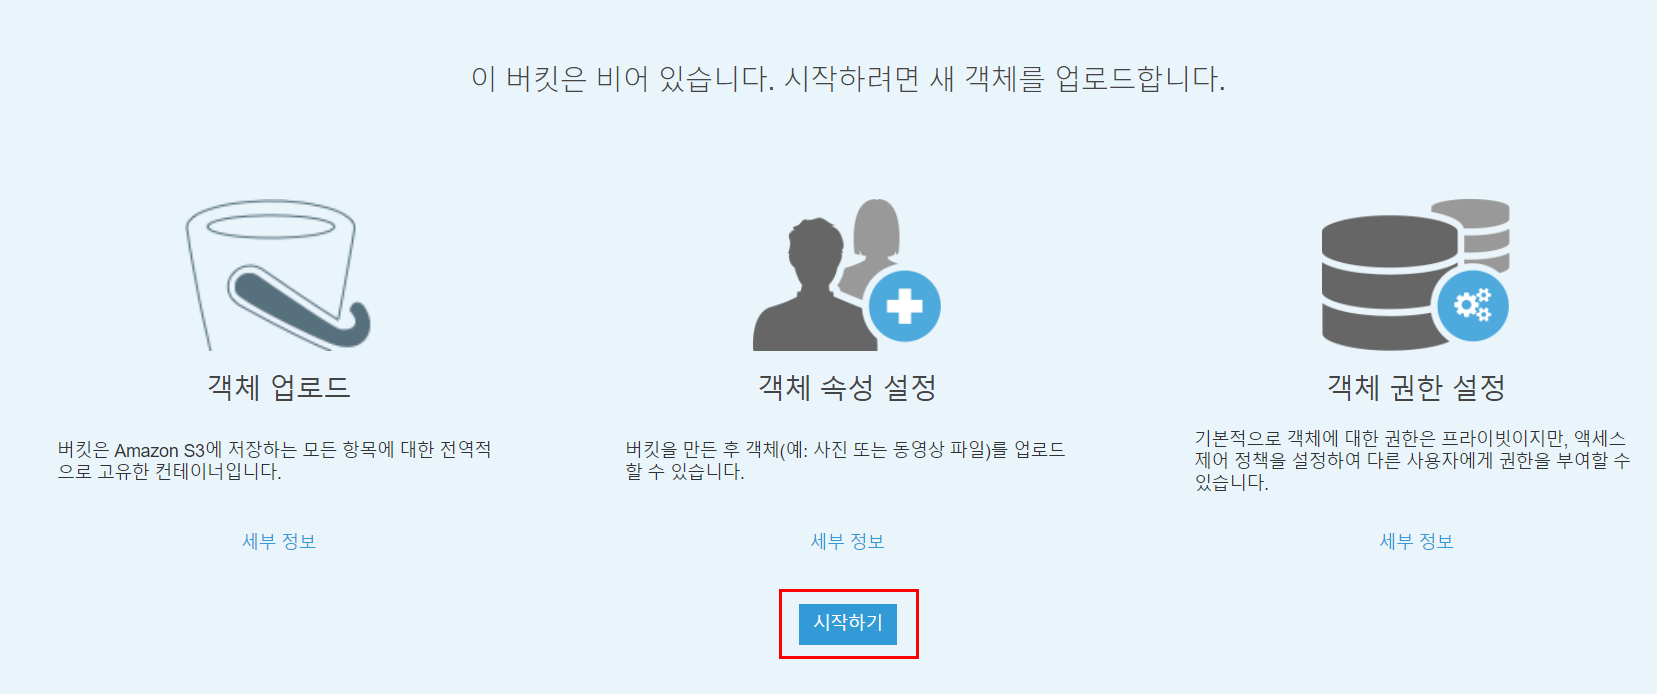 이 버킷은 비어 있습니다. 시작하려면 새 객체를 업로드합니다.
객체 업로드
버킷은 Amazon S3에 저장하는 모든 항목에 대한 전역적
으로 고유한 컨테이너입니다.
세부 정보
객체 속성 설정
버킷을 만든 후 객체(예: 사진 또는 동영상 파일)를 업로드
할 수 있습니다.
세부 정보
객체 권한 설정
기본적으로 객체에 대한 권한은 프라이빗이지만, 액세스
제어 정책을 설정하여 다른 사용자에게 권한을 부여할 수
있습니다.
세부 정보
시작하기